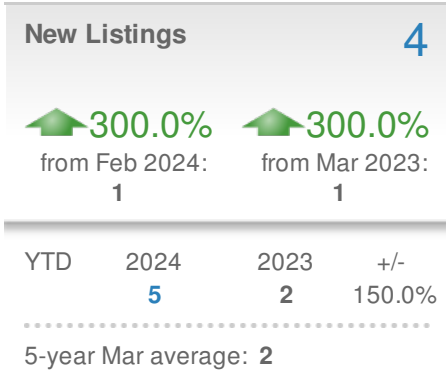 New Listings 4
300.0% 300.0%
from Feb 2024: from Mar 2023:
1 1
YTD 2024 2023 +/-
5 2 150.0%
5-year Mar average: 2